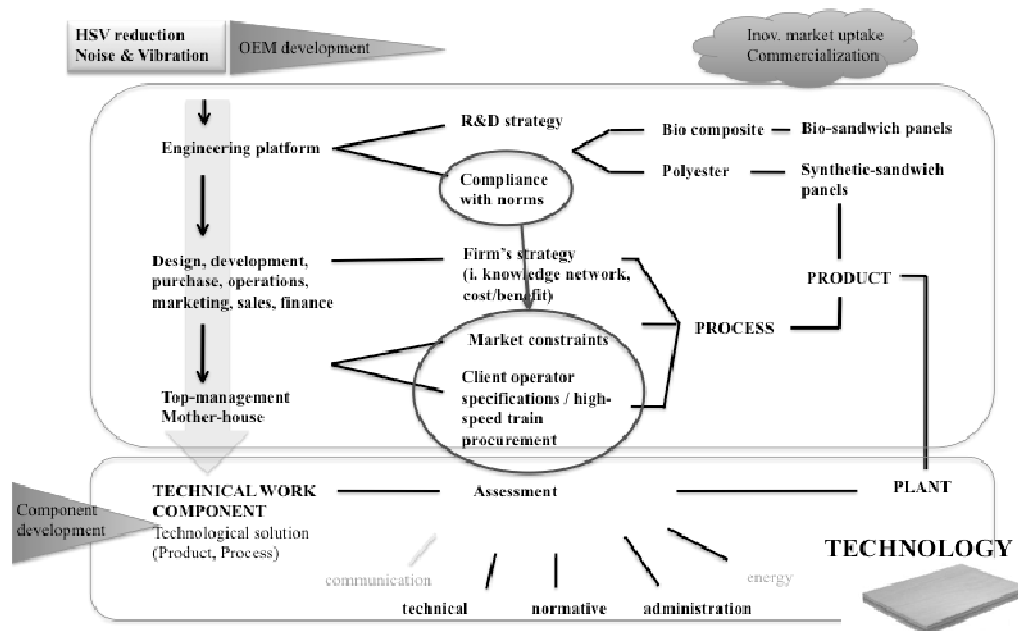 HSV reduction
Noise & Vibration
OEM development
Inov. market uptake
Commercialization
R&D strategy
Engineering platform
Bio composite
Bio-sandwich panels
Polyester
Synthetic-sandwich
panels
Compliance
with norms
Design, development,
purchase, operations,
marketing, sales, finance
Firm's strategy
(i. knowledge network,
cost/benefit)
PRODUCT
PROCESS
Market constraints
Client operator
specifications / high-
speed train
procurement
Top-management
Mother-house
TECHNICAL WORK
COMPONENT
Technological solution
(Product, Process)
Assessment
PLANT
Component
development
TECHNOLOGY
communication
energy
technical
normative
administration